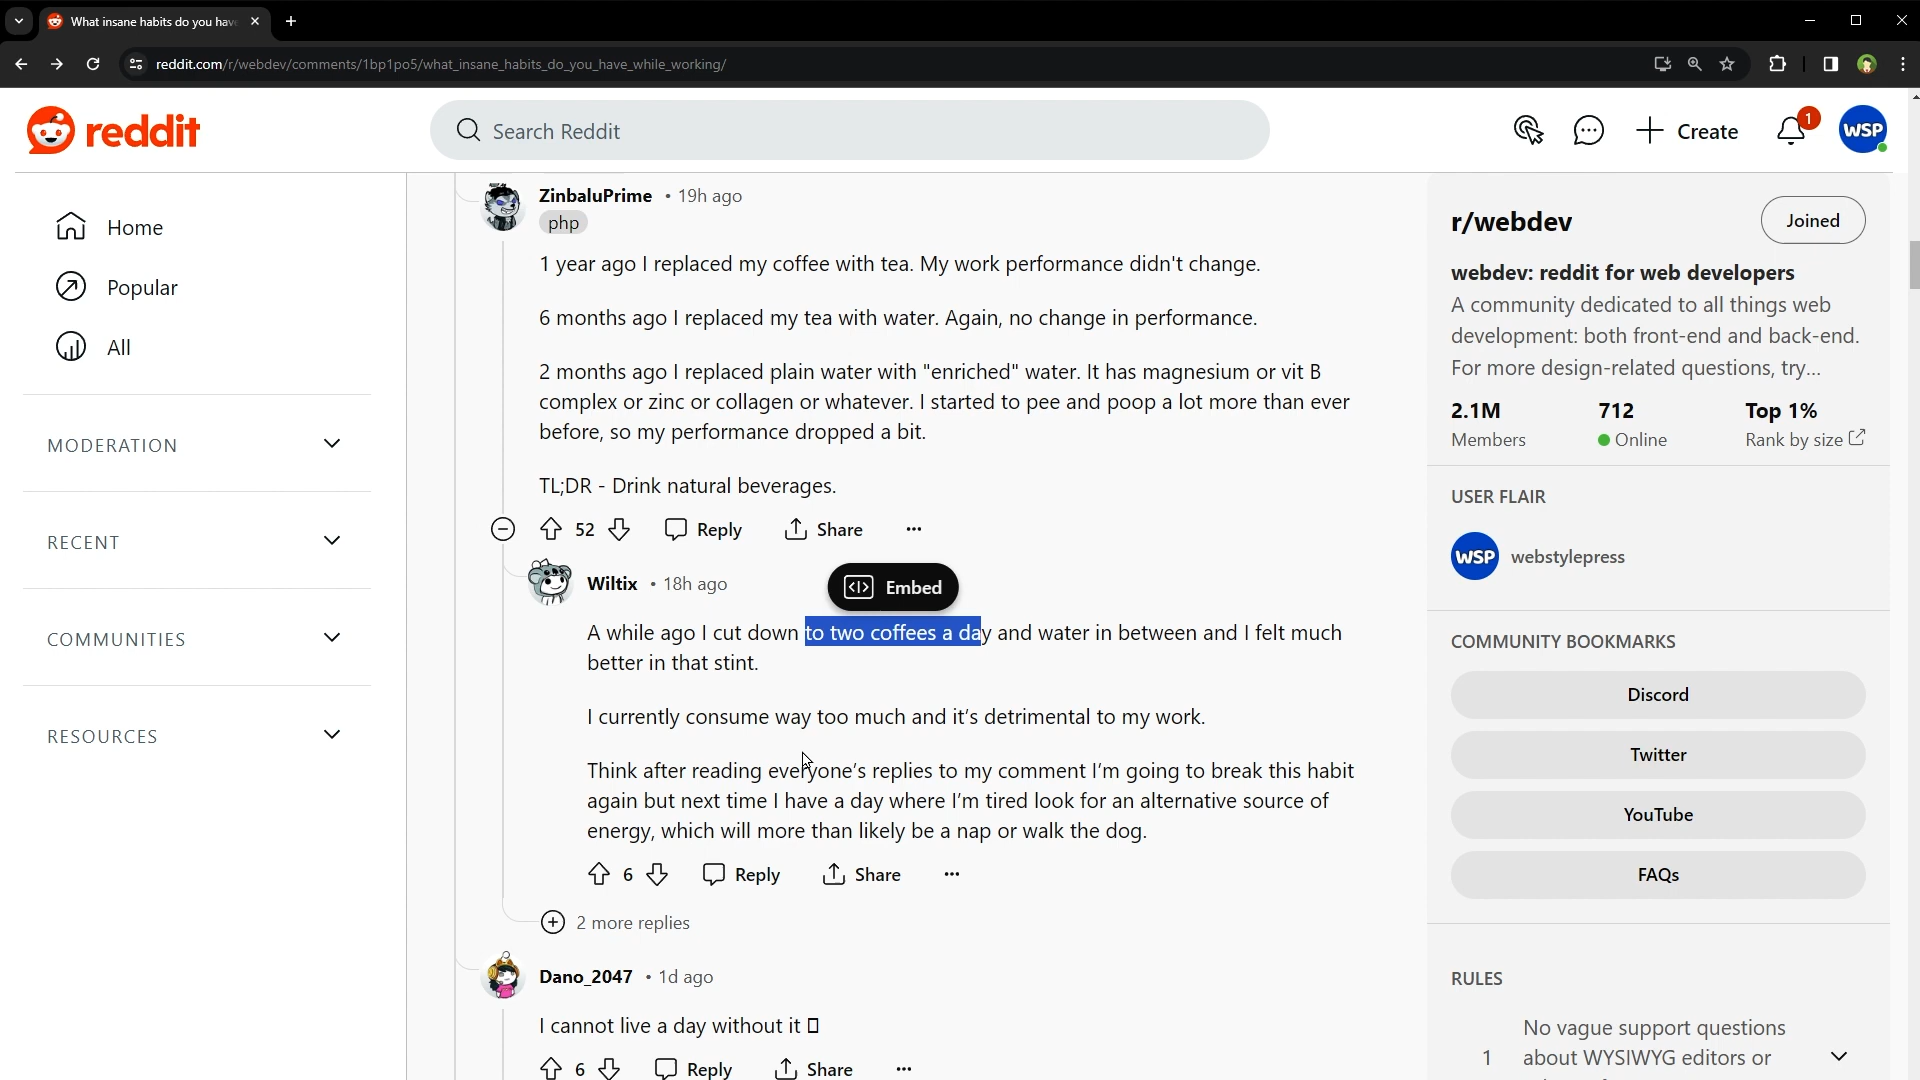 What insane habits do you hav
reddit.com/r/webdev/comments/1bp1po5/what_insane_habits_do_you_have_while_working/
reddit
Search Reddit
Create
1
WSP
Home
Popular
All
MODERATION
RECENT
COMMUNITIES
RESOURCES
ZinbaluPrime • 19h ago
php
1 year ago I replaced my coffee with tea. My work performance didn't change.
6 months ago I replaced my tea with water. Again, no change in performance.
2 months ago I replaced plain water with "enriched" water. It has magnesium or vit B
complex or zinc or collagen or whatever. I started to pee and poop a lot more than ever
before, so my performance dropped a bit.
TL;DR - Drink natural beverages.
52 Reply Share
Wiltix • 18h ago
Embed
A while ago I cut down to two coffees a day and water in between and I felt much
better in that stint.
I currently consume way too much and it's detrimental to my work.
Think after reading everyone's replies to my comment I'm going to break this habit
again but next time I have a day where I'm tired look for an alternative source of
energy, which will more than likely be a nap or walk the dog.
6 Reply Share
2 more replies
Dano_2047 • 1d ago
I cannot live a day without it
6 Reply Share
r/webdev
Joined
webdev: reddit for web developers
A community dedicated to all things web
development: both front-end and back-end.
For more design-related questions, try...
2.1M 712 Top 1%
Members Online Rank by size
USER FLAIR
WSP webstylepress
COMMUNITY BOOKMARKS
Discord
Twitter
YouTube
FAQs
RULES
No vague support questions
1 about WYSIWYG editors or